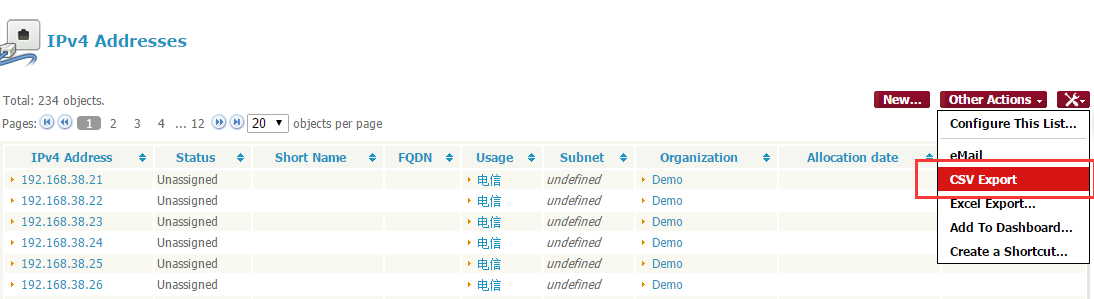 IPv4 Addresses
Total: 234 objects.
New...
Other Actions
Pages: 1 2 3 4 ... 12 20 objects per page
Configure This List...
eMail
CSV Export
Excel Export...
Add To Dashboard...
Create a Shortcut...
IPv4 Address Status Short Name FQDN Usage Subnet Organization Allocation date
192.168.38.21 Unassigned 电信 undefined Demo
192.168.38.22 Unassigned 电信 undefined Demo
192.168.38.23 Unassigned 电信 undefined Demo
192.168.38.24 Unassigned 电信 undefined Demo
192.168.38.25 Unassigned 电信 undefined Demo
192.168.38.26 Unassigned 电信 undefined Demo